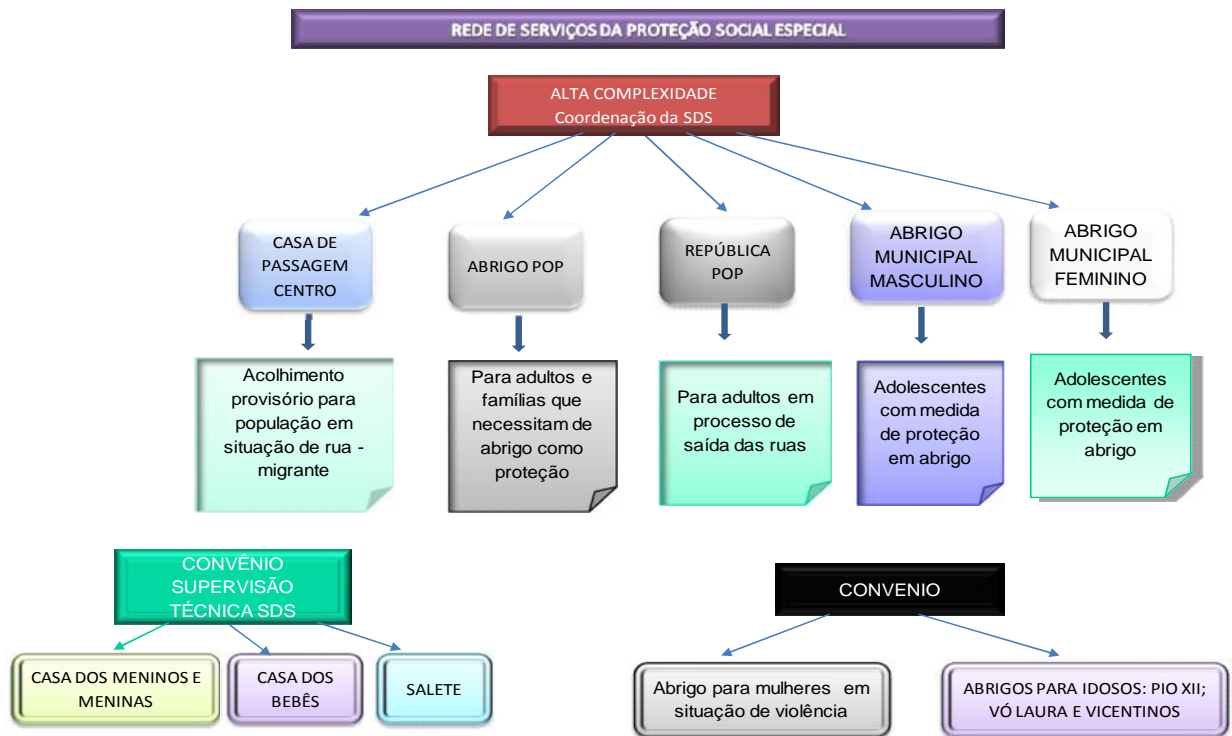 REDE DE SERVIÇOS DA PROTEÇÃO SOCIAL ESPECIAL
ALTA COMPLEXIDADE
Coordenação da SDS
CASA DE
PASSAGEM
CENTRO
ABRIGO POP
REPÚBLICA
POP
ABRIGO
MUNICIPAL
MASCULINO
ABRIGO
MUNICIPAL
FEMININO
Acolhimento
provisório para
população em
situação de rua -
migrante
Para adultos e
famílias que
necessitam de
abrigo como
proteção
Para adultos em
processo de
saída das ruas
Adolescentes
com medida
de proteção
em abrigo
Adolescentes
com medida de
proteção em
abrigo
CONVÊNIO
SUPERVISÃO
TÉCNICA SDS
CASA DOS MENINOS E
MENINAS
CASA DOS
BEBÊS
SALETE
CONVENIO
Abrigo para mulheres em
situação de violência
ABRIGOS PARA IDOSOS: PIO XII;
VÓ LAURA E VICENTINOS